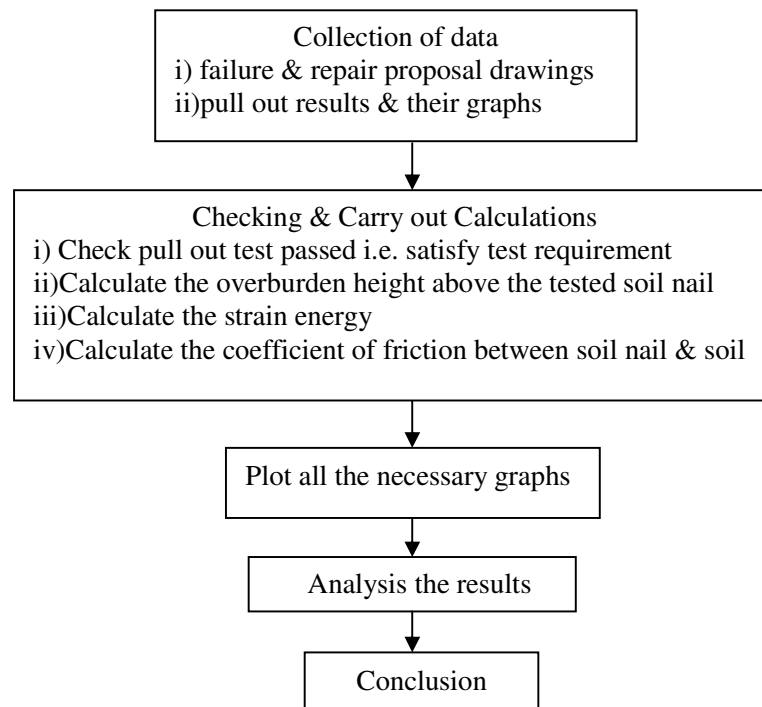 Collection of data
i) failure & repair proposal drawings
ii)pull out results & their graphs
Checking & Carry out Calculations
i) Check pull out test passed i.e. satisfy test requirement
ii)Calculate the overburden height above the tested soil nail
iii)Calculate the strain energy
iv)Calculate the coefficient of friction between soil nail & soil
Plot all the necessary graphs
Analysis the results
Conclusion